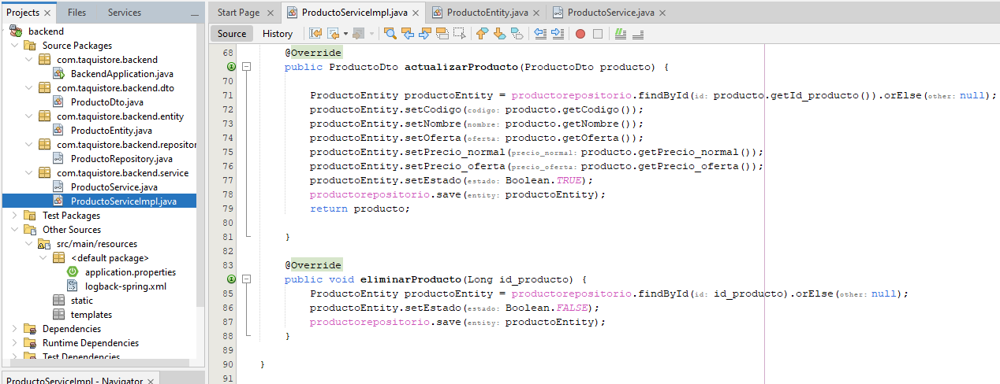 Projects Files Services
backend
Source Packages
com.taquistore.backend
BackendApplication.java
com.taquistore.backend.dto
ProductoDto.java
com.taquistore.backend.entity
ProductoEntity.java
com.taquistore.backend.repositor
ProductoRepository.java
com.taquistore.backend.service
ProductoService.java
ProductoServiceImpl.java
Test Packages
Other Sources
src/main/resources
<default package>
application.properties
logback-spring.xml
static
templates
Dependencies
Runtime Dependencies
Test Dependencies
ProductoServiceImpl - Navigator
Start Page ProductoServiceImpl.java ProductoEntity.java ProductoService.java
Source History
68 @Override
public ProductoDto actualizarProducto(ProductoDto producto) {
70
71 ProductoEntity productoEntity = productorepositorio.findById(id: producto.getId_producto()).orElse(other: null);
72 productoEntity.setCodigo(codigo: producto.getCodigo());
73 productoEntity.setNombre(nombre: producto.getNombre());
74 productoEntity.setOferta(oferta: producto.getOferta());
75 productoEntity.setPrecio_normal(precio_normal: producto.getPrecio_normal());
76 productoEntity.setPrecio_oferta(precio_oferta: producto.getPrecio_oferta());
77 productoEntity.setEstado(estado: Boolean.TRUE);
78 productorepositorio.save(entity: productoEntity);
79 return producto;
80
81 }
82
83 @Override
public void eliminarProducto(Long id_producto) {
85 ProductoEntity productoEntity = productorepositorio.findById(id: id_producto).orElse(other: null);
86 productoEntity.setEstado(estado: Boolean.FALSE);
87 productorepositorio.save(entity: productoEntity);
88 }
89
90 }
91